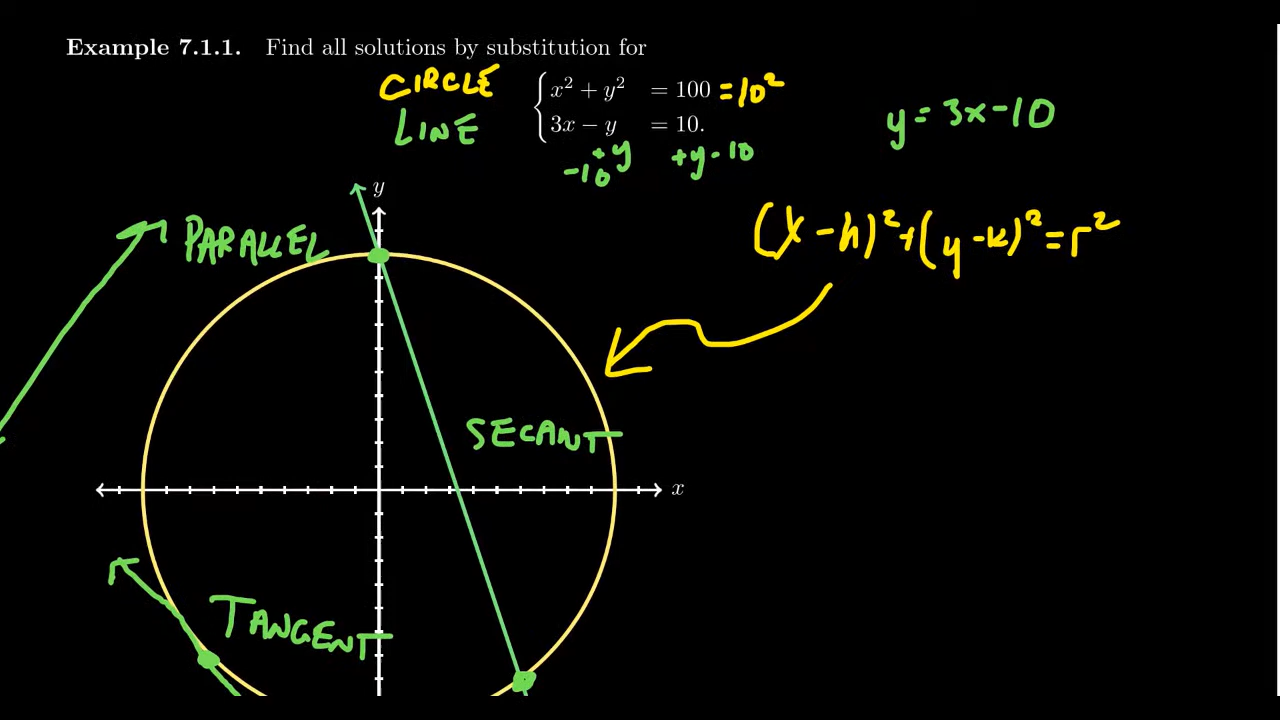 Example 7.1.1. Find all solutions by substitution for
CIRCLE x² + y² = 100 = 10²
LINE 3x − y = 10.
+y +y - 10
-10
y = 3x - 10
(x - h)² + (y - k)² = r²
y
PARALLEL
SECANT
x
TANGENT